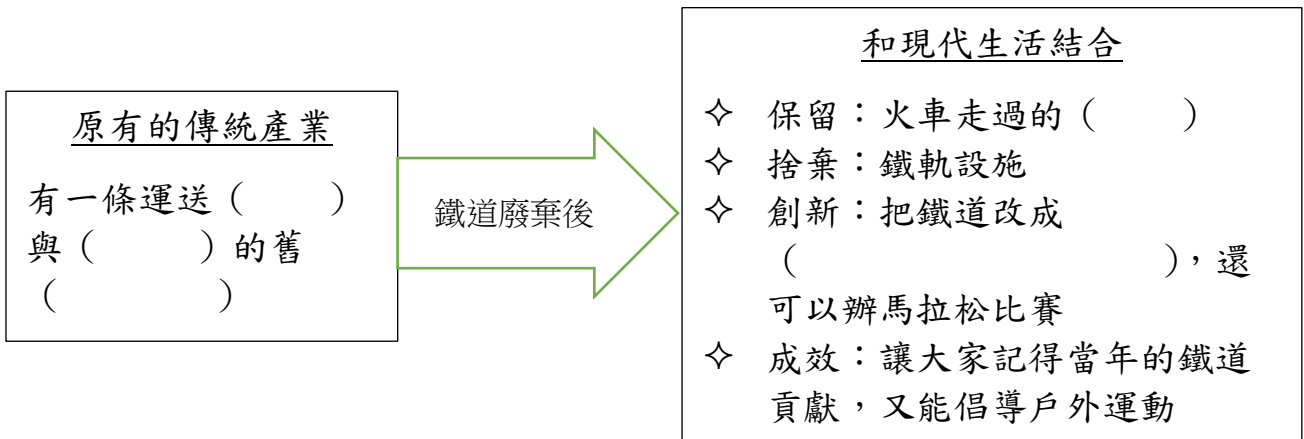 原有的傳統產業
有一條運送（　　）
與（　　　）的舊
（　　　　）
鐵道廢棄後
和現代生活結合
✧ 保留：火車走過的（　　）
✧ 捨棄：鐵軌設施
✧ 創新：把鐵道改成
（　　　　　　　　　），還
可以辦馬拉松比賽
✧ 成效：讓大家記得當年的鐵道
貢獻，又能倡導戶外運動